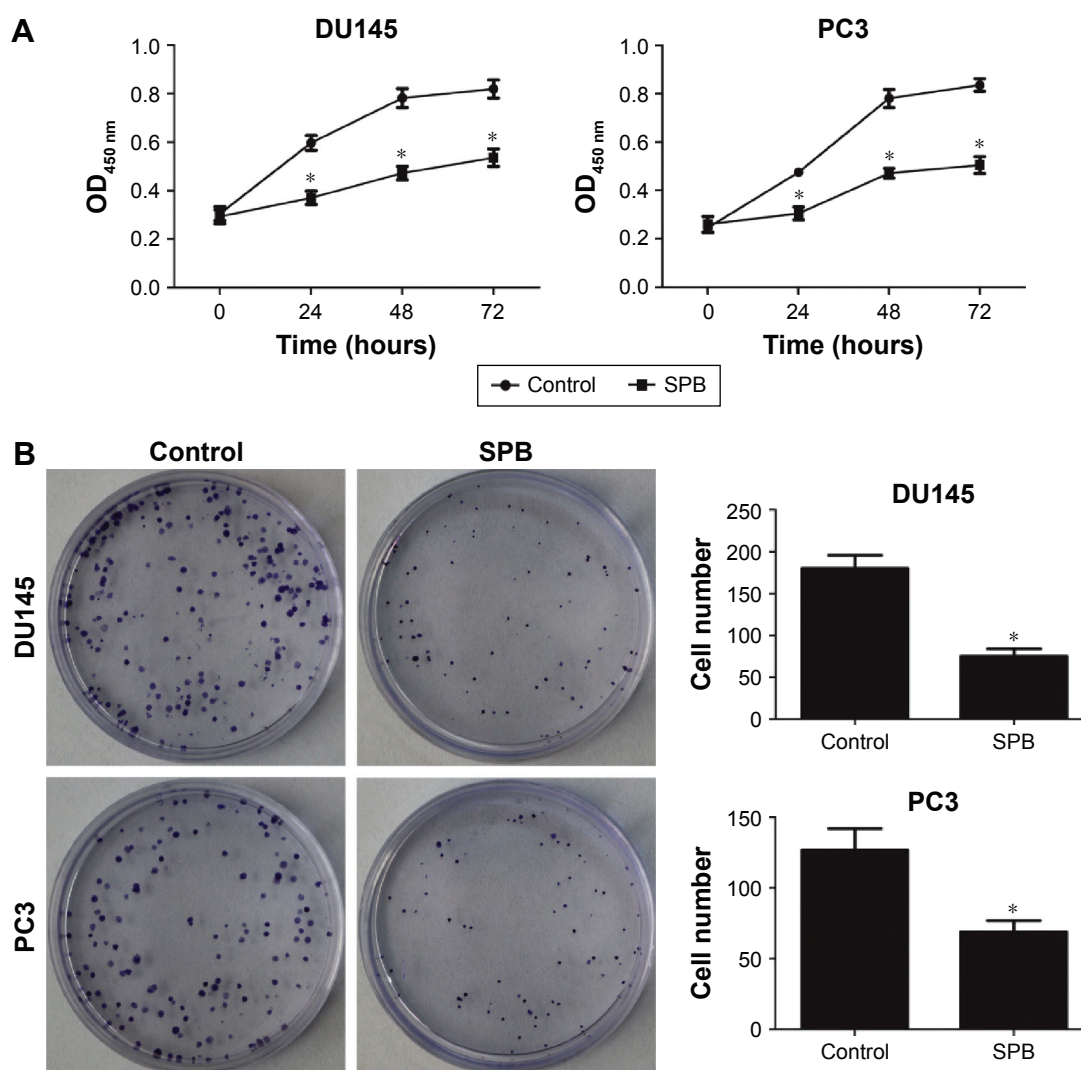 A
DU145
1.0
0.8
0.6
0.4
0.2
0.0
OD450 nm
*
*
*
0 24 48 72
Time (hours)
PC3
1.0
0.8
0.6
0.4
0.2
0.0
OD450 nm
*
*
*
0 24 48 72
Time (hours)
Control SPB
B
Control SPB
DU145
PC3
DU145
250
200
150
100
50
0
Cell number
*
Control SPB
PC3
150
100
50
0
Cell number
*
Control SPB